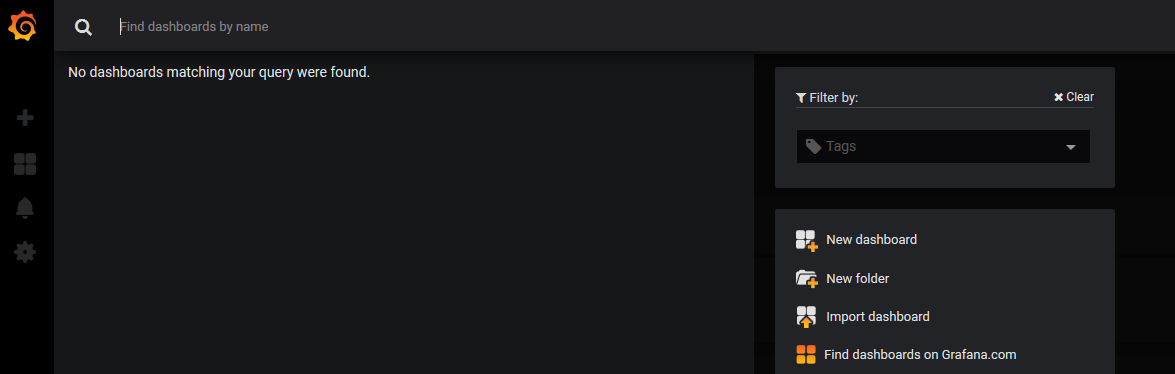 Find dashboards by name
No dashboards matching your query were found.
Filter by:
Clear
Tags
New dashboard
New folder
Import dashboard
Find dashboards on Grafana.com